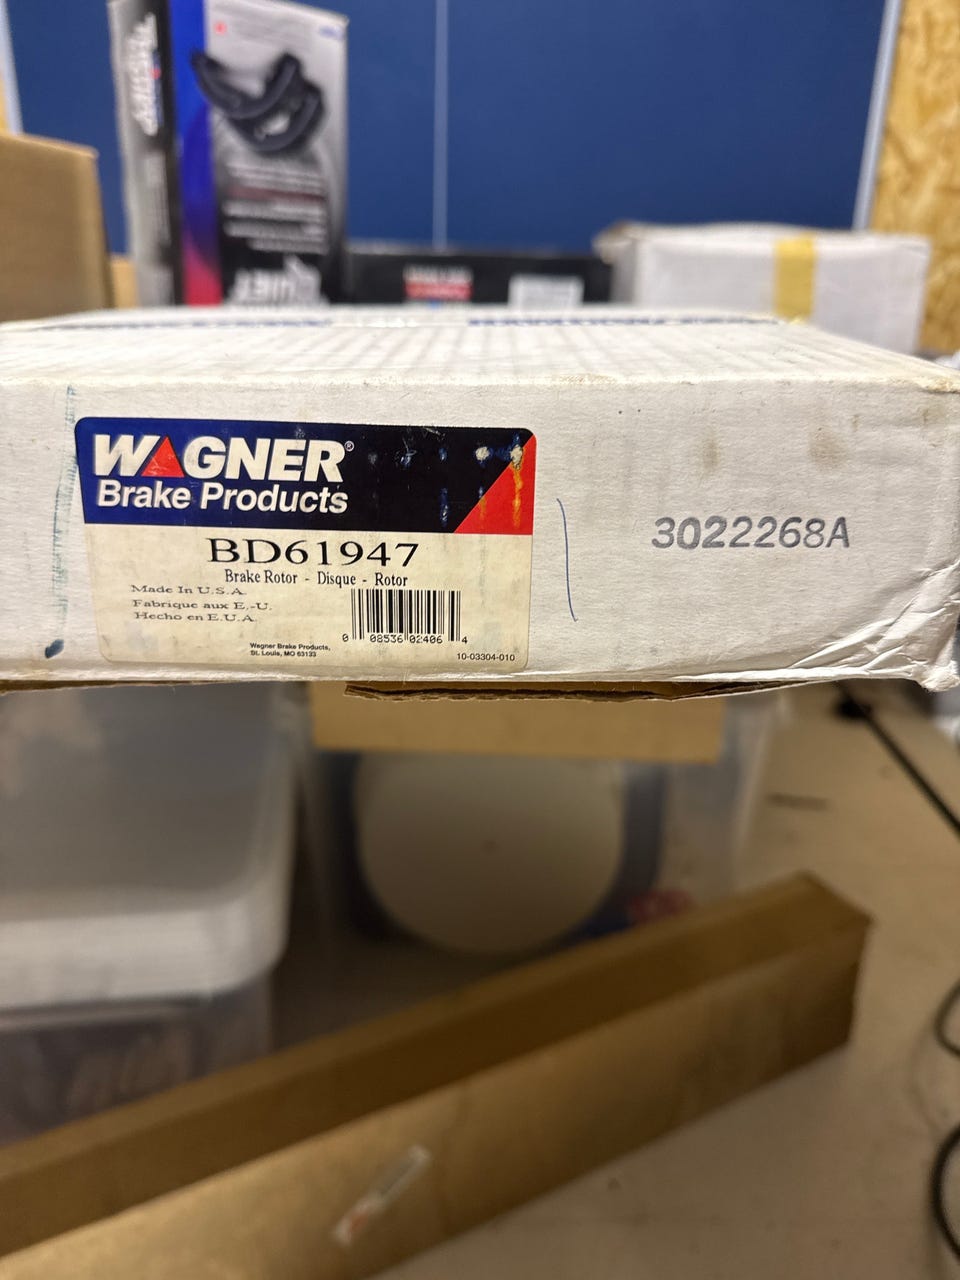 WAGNER®
Brake Products
BD61947
Brake Rotor - Disque - Rotor
Made In U.S.A.
Fabrique aux E.-U.
Hecho en E.U.A.
0 08536 02406 4
Wagner Brake Products,
St. Louis, MO 63133
10-03304-010
3022268A